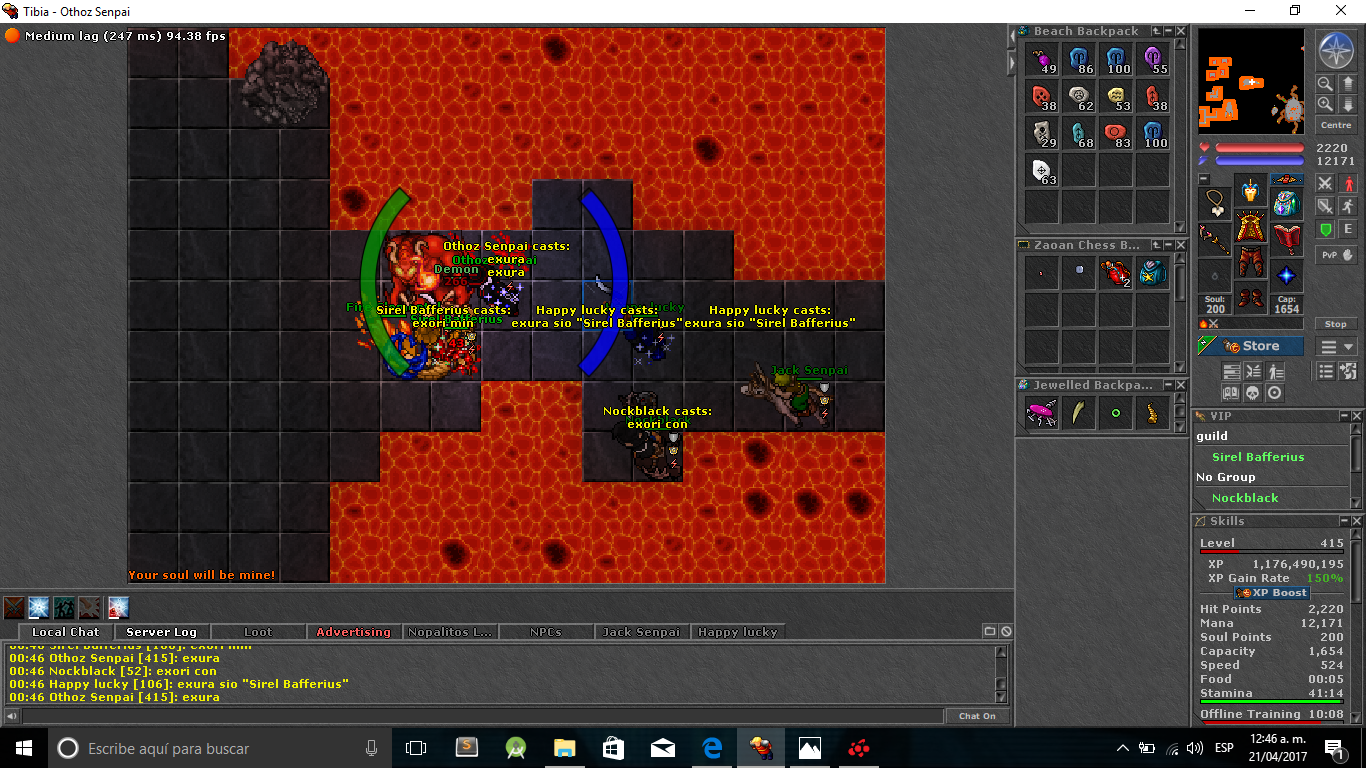 Tibia - Othoz Senpai
Medium lag (247 ms) 94.38 fps
Othoz Senpai casts:
exura
exura
Demon
Sirel Bafferius casts:
exori min
Happy lucky casts:
exura sio "Sirel Bafferius"
Happy lucky casts:
exura sio "Sirel Bafferius"
Jack Senpai
Nockblack casts:
exori con
Your soul will be mine!
Local Chat
Server Log
Loot
Advertising
Nopalitos L...
NPCs
Jack Senpai
Happy lucky
00:46 Sirel Bafferius [100]: exori min
00:46 Othoz Senpai [415]: exura
00:46 Nockblack [52]: exori con
00:46 Happy lucky [106]: exura sio "Sirel Bafferius"
00:46 Othoz Senpai [415]: exura
Chat On
Beach Backpack
49 86 100 55
38 62 53 38
29 68 83 100
63
Zaoan Chess B...
2
Jewelled Backpa...
Centre
2220
12171
E
PvP
Soul:
200
Cap:
1654
Stop
Store
VIP
guild
Sirel Bafferius
No Group
Nockblack
Skills
Level 415
XP 1,176,490,195
XP Gain Rate 150%
XP Boost
Hit Points 2,220
Mana 12,171
Soul Points 200
Capacity 1,654
Speed 524
Food 00:05
Stamina 41:14
Offline Training 10:08
Escribe aquí para buscar
ESP
12:46 a. m.
21/04/2017
1